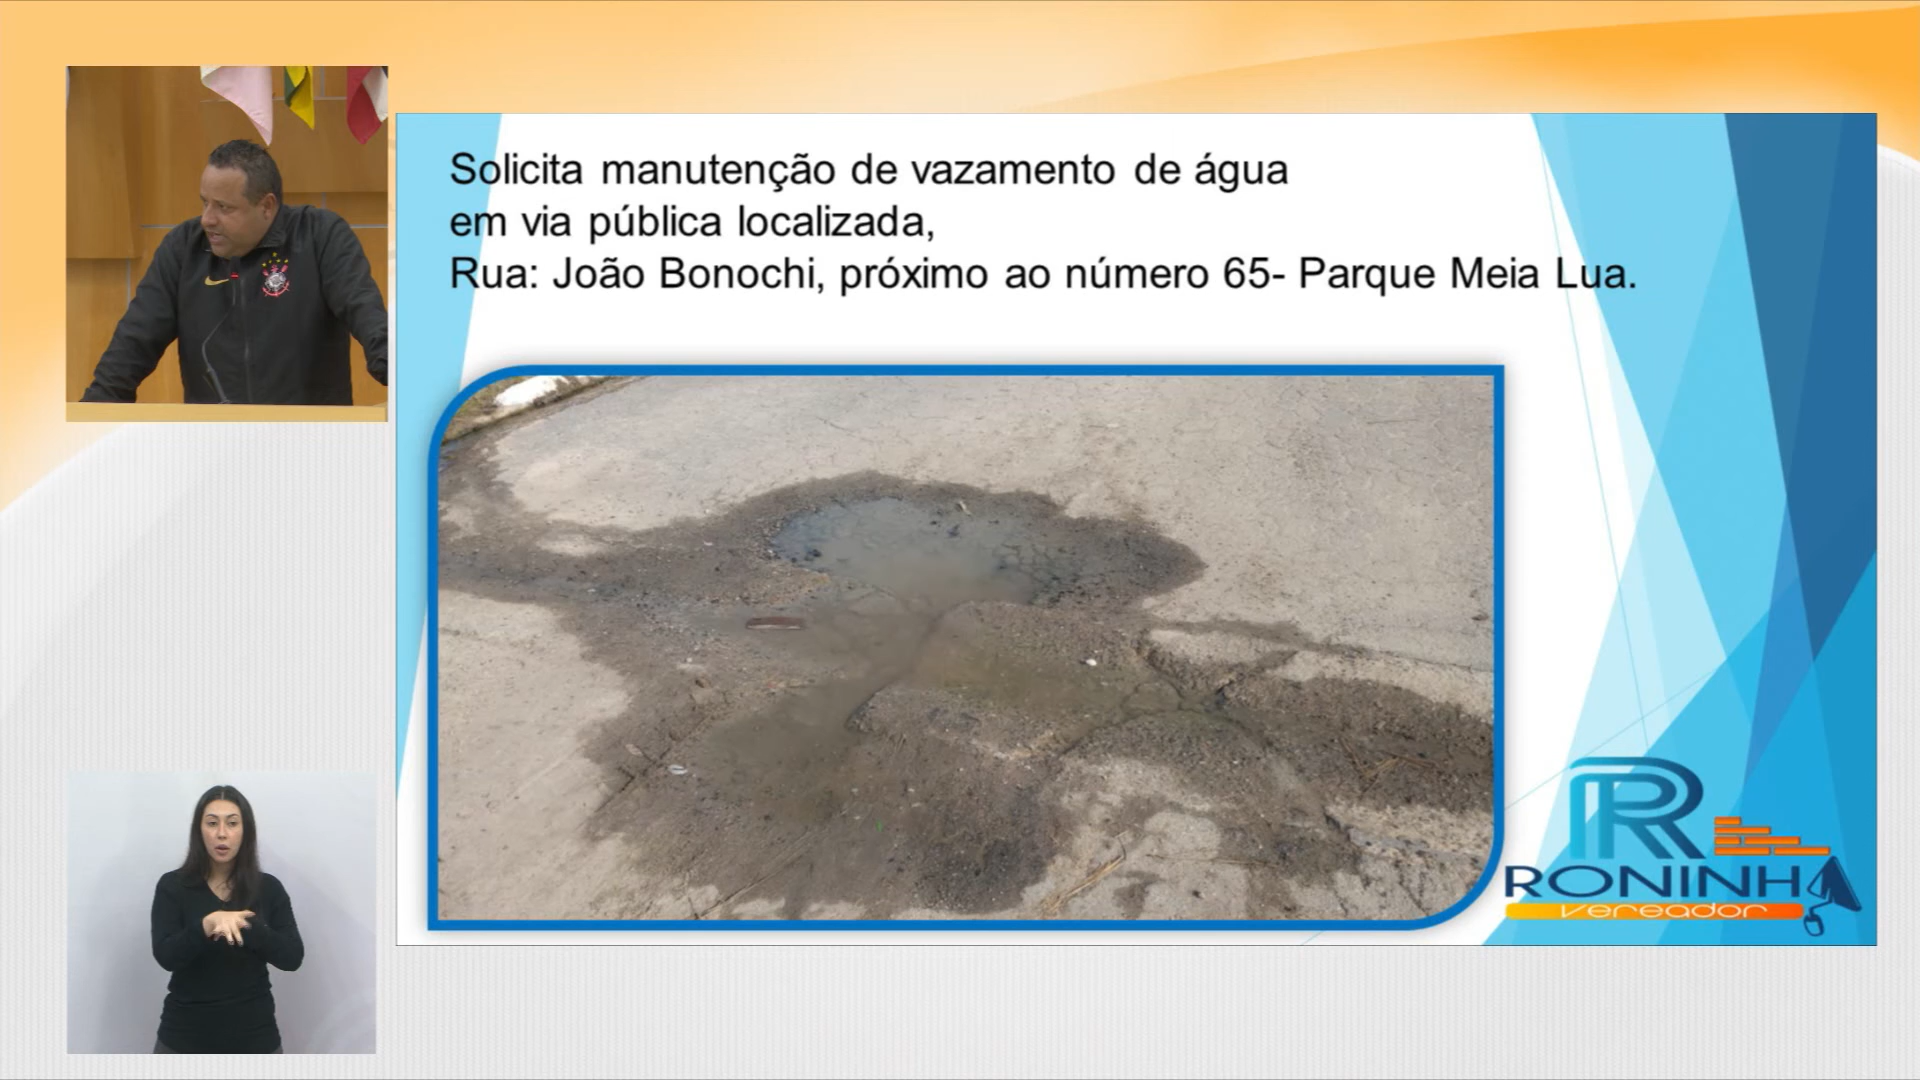 Solicita manutenção de vazamento de água
em via pública localizada,
Rua: João Bonochi, próximo ao número 65- Parque Meia Lua.
RR
RONINHA
vereador